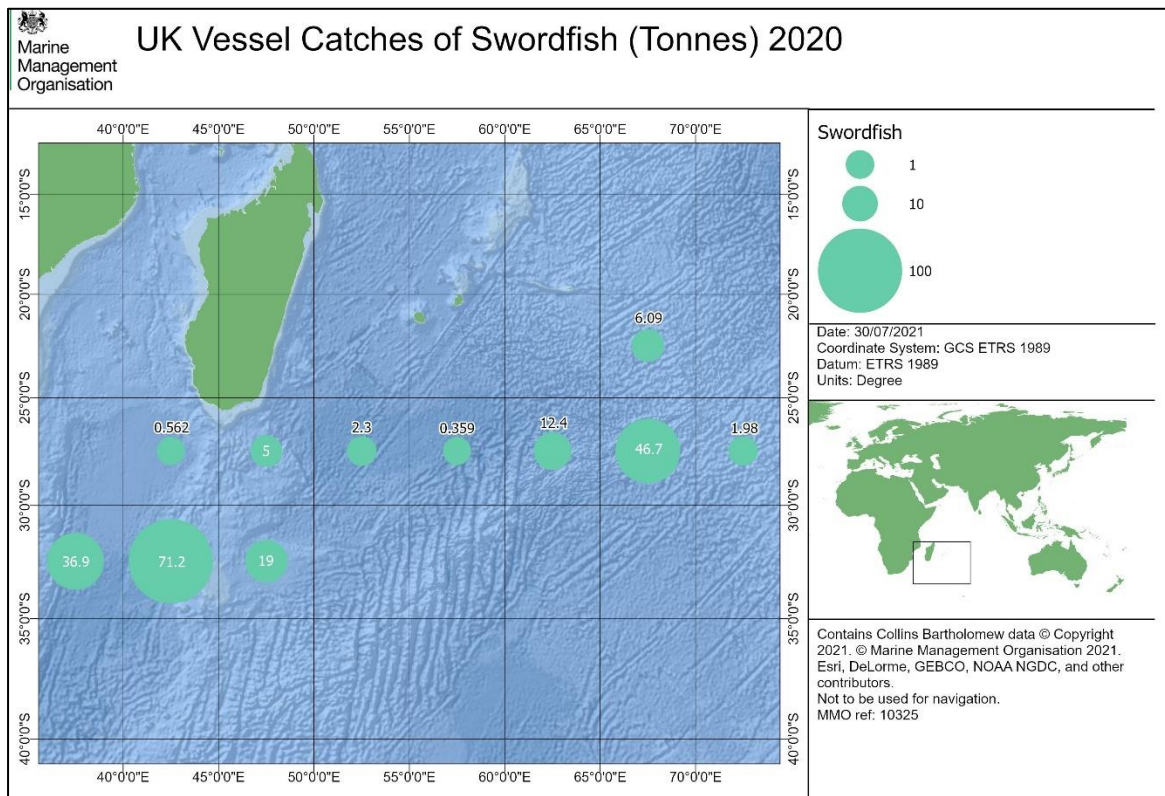 Marine
Management
Organisation
UK Vessel Catches of Swordfish (Tonnes) 2020
40°0'0"E 45°0'0"E 50°0'0"E 55°0'0"E 60°0'0"E 65°0'0"E 70°0'0"E
15°0'0"S 15°0'0"S
20°0'0"S 20°0'0"S
6.09
25°0'0"S 25°0'0"S
0.562 5 2.3 0.359 12.4 46.7 1.98
30°0'0"S 30°0'0"S
36.9 71.2 19
35°0'0"S 35°0'0"S
40°0'0"S 40°0'0"S
40°0'0"E 45°0'0"E 50°0'0"E 55°0'0"E 60°0'0"E 65°0'0"E 70°0'0"E
Swordfish
1
10
100
Date: 30/07/2021
Coordinate System: GCS ETRS 1989
Datum: ETRS 1989
Units: Degree
Contains Collins Bartholomew data © Copyright
2021. © Marine Management Organisation 2021.
Esri, DeLorme, GEBCO, NOAA NGDC, and other
contributors.
Not to be used for navigation.
MMO ref: 10325